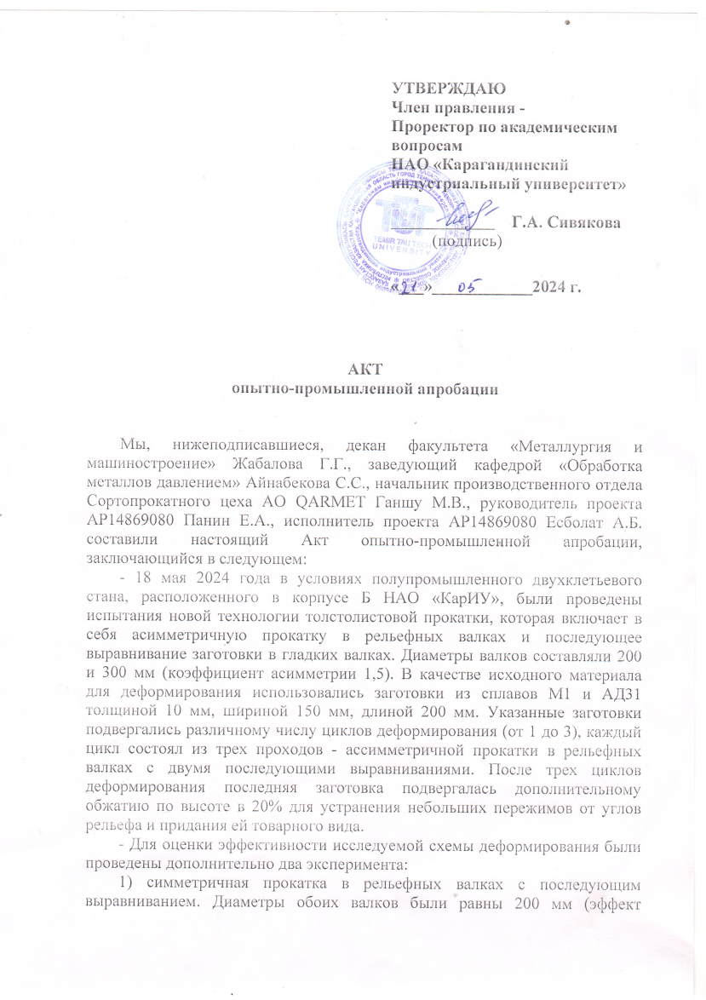 УТВЕРЖДАЮ
Член правления -
Проректор по академическим
вопросам
НАО «Карагандинский
индустриальный университет»
Г.А. Сивякова
(подпись)
TEMIR TAU TECH
UNIVERSITY
«21» 05 2024 г.
АКТ
опытно-промышленной апробации
Мы, нижеподписавшиеся, декан факультета «Металлургия и
машиностроение» Жабалова Г.Г., заведующий кафедрой «Обработка
металлов давлением» Айнабекова С.С., начальник производственного отдела
Сортопрокатного цеха АО QARMET Ганшу М.В., руководитель проекта
АР14869080 Панин Е.А., исполнитель проекта АР14869080 Есболат А.Б.
составили настоящий Акт опытно-промышленной апробации,
заключающийся в следующем:
- 18 мая 2024 года в условиях полупромышленного двухклетьевого
стана, расположенного в корпусе Б НАО «КарИУ», были проведены
испытания новой технологии толстолистовой прокатки, которая включает в
себя асимметричную прокатку в рельефных валках и последующее
выравнивание заготовки в гладких валках. Диаметры валков составляли 200
и 300 мм (коэффициент асимметрии 1,5). В качестве исходного материала
для деформирования использовались заготовки из сплавов М1 и АД31
толщиной 10 мм, шириной 150 мм, длиной 200 мм. Указанные заготовки
подвергались различному числу циклов деформирования (от 1 до 3), каждый
цикл состоял из трех проходов - ассимметричной прокатки в рельефных
валках с двумя последующими выравниваниями. После трех циклов
деформирования последняя заготовка подвергалась дополнительному
обжатию по высоте в 20% для устранения небольших пережимов от углов
рельефа и придания ей товарного вида.
- Для оценки эффективности исследуемой схемы деформирования были
проведены дополнительно два эксперимента:
1) симметричная прокатка в рельефных валках с последующим
выравниванием. Диаметры обоих валков были равны 200 мм (эффект